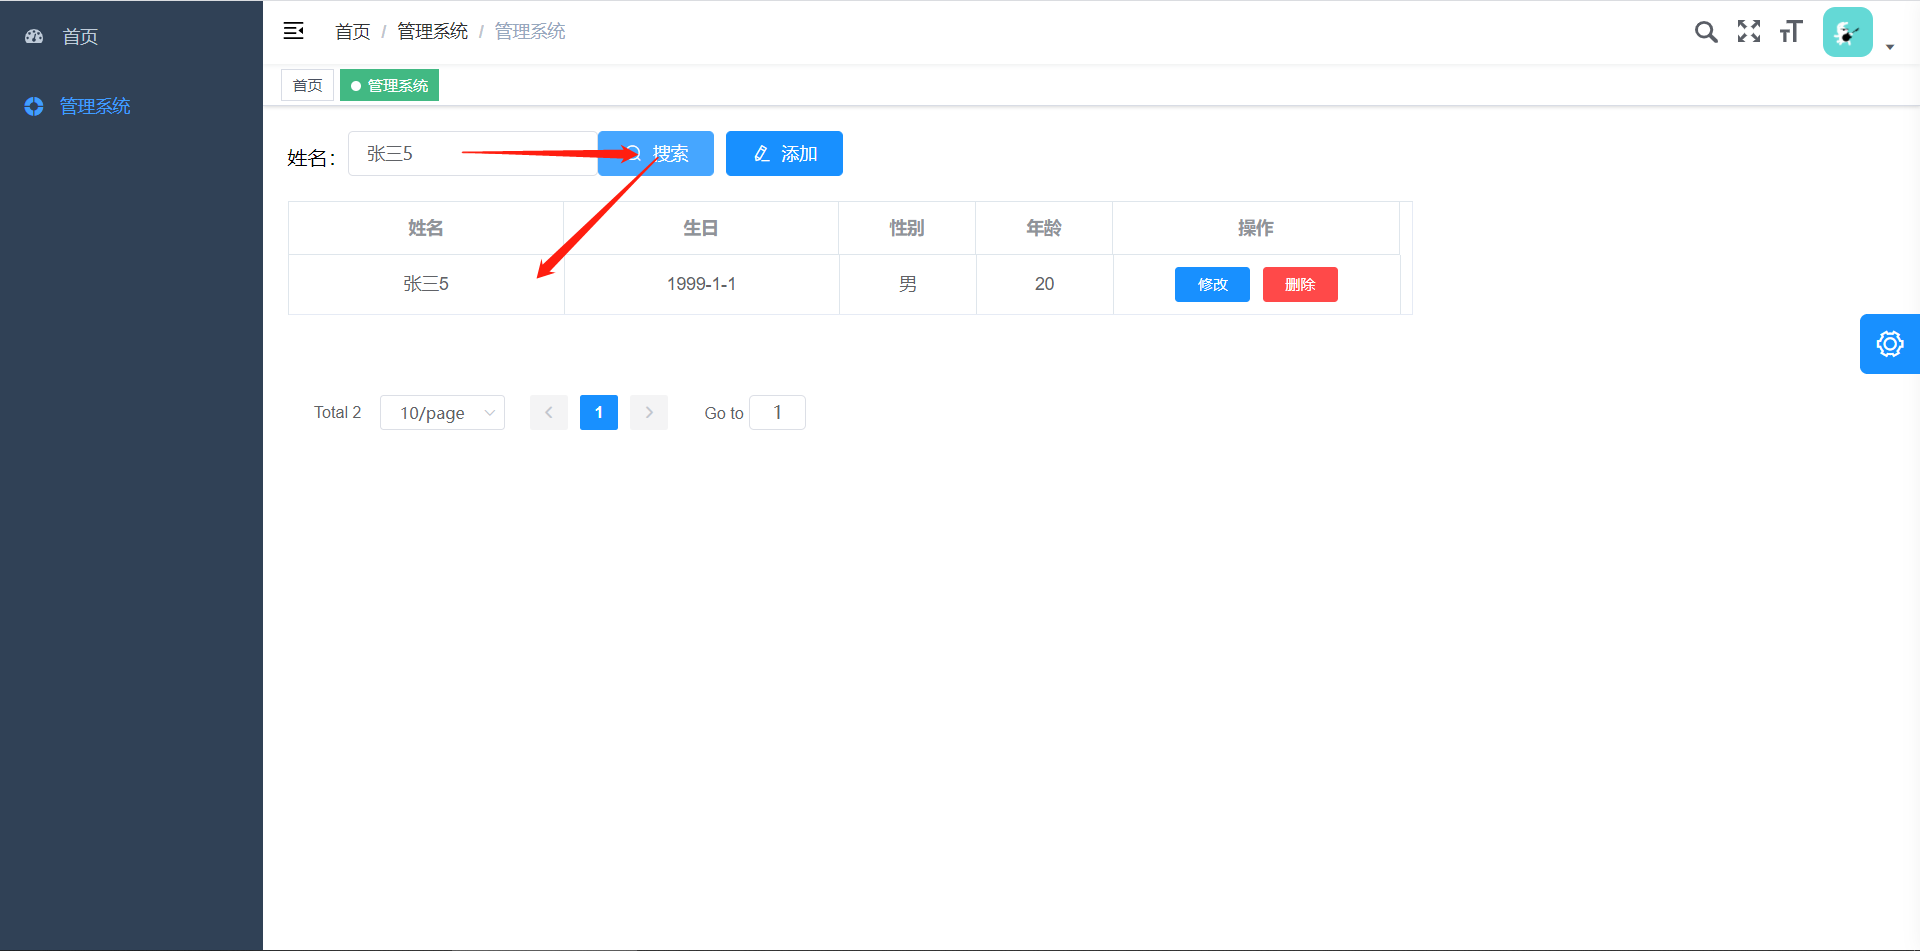 首页
管理系统
首页 / 管理系统 / 管理系统
首页
管理系统
姓名：
张三5
搜索
添加
姓名 生日 性别 年龄 操作
张三5 1999-1-1 男 20 修改 删除
Total 2 10/page 1 Go to 1